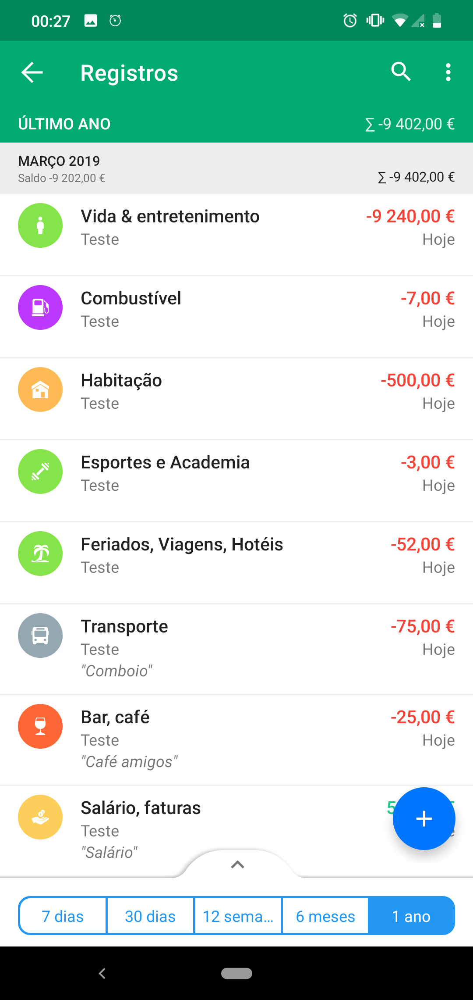 00:27
Registros
ÚLTIMO ANO ∑ -9 402,00 €
MARÇO 2019
Saldo -9 202,00 € ∑ -9 402,00 €
Vida & entretenimento -9 240,00 €
Teste Hoje
Combustível -7,00 €
Teste Hoje
Habitação -500,00 €
Teste Hoje
Esportes e Academia -3,00 €
Teste Hoje
Feriados, Viagens, Hotéis -52,00 €
Teste Hoje
Transporte -75,00 €
Teste Hoje
"Comboio"
Bar, café -25,00 €
Teste Hoje
"Café amigos"
Salário, faturas
Teste
"Salário"
7 dias 30 dias 12 sema... 6 meses 1 ano